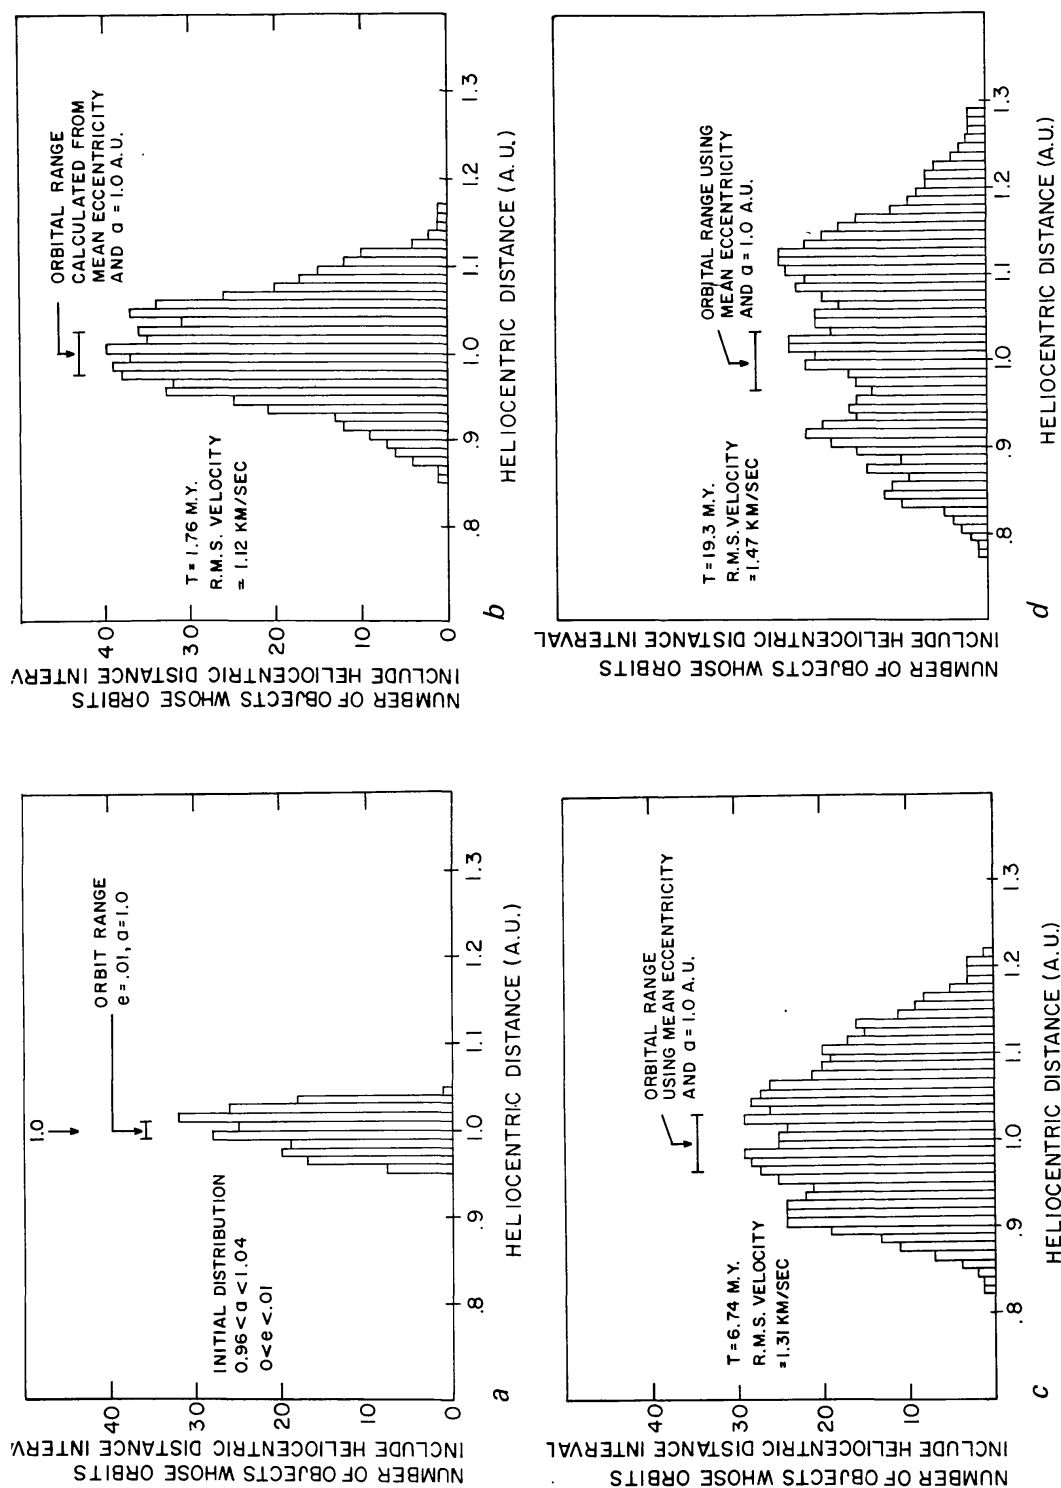 NUMBER OF OBJECTS WHOSE ORBITS
INCLUDE HELIOCENTRIC DISTANCE INTERV
40
30
20
10
0
INITIAL DISTRIBUTION
0.96<a<1.04
0<e<.01
1.0
ORBIT RANGE
e=.01, a=1.0
.8
.9
1.0
1.1
1.2
1.3
HELIOCENTRIC DISTANCE (A.U.)
a
NUMBER OF OBJECTS WHOSE ORBITS
INCLUDE HELIOCENTRIC DISTANCE INTERV
40
30
20
10
0
T=1.76 M.Y.
R.M.S. VELOCITY
= 1.12 KM/SEC
ORBITAL RANGE
CALCULATED FROM
MEAN ECCENTRICITY
AND a = 1.0 A.U.
.8
.9
1.0
1.1
1.2
1.3
HELIOCENTRIC DISTANCE (A.U.)
b
NUMBER OF OBJECTS WHOSE ORBITS
INCLUDE HELIOCENTRIC DISTANCE INTERVAL
40
30
20
10
T=6.74 M.Y.
R.M.S. VELOCITY
=1.31 KM/SEC
ORBITAL RANGE
USING MEAN ECCENTRICITY
AND a=1.0 A.U.
.8
.9
1.0
1.1
1.2
1.3
HELIOCENTRIC DISTANCE (A.U.)
c
NUMBER OF OBJECTS WHOSE ORBITS
INCLUDE HELIOCENTRIC DISTANCE INTERVAL
T=19.3 M.Y.
R.M.S. VELOCITY
=1.47 KM/SEC
ORBITAL RANGE USING
MEAN ECCENTRICITY
AND a=1.0 A.U.
.8
.9
1.0
1.1
1.2
1.3
HELIOCENTRIC DISTANCE (A.U.)
d